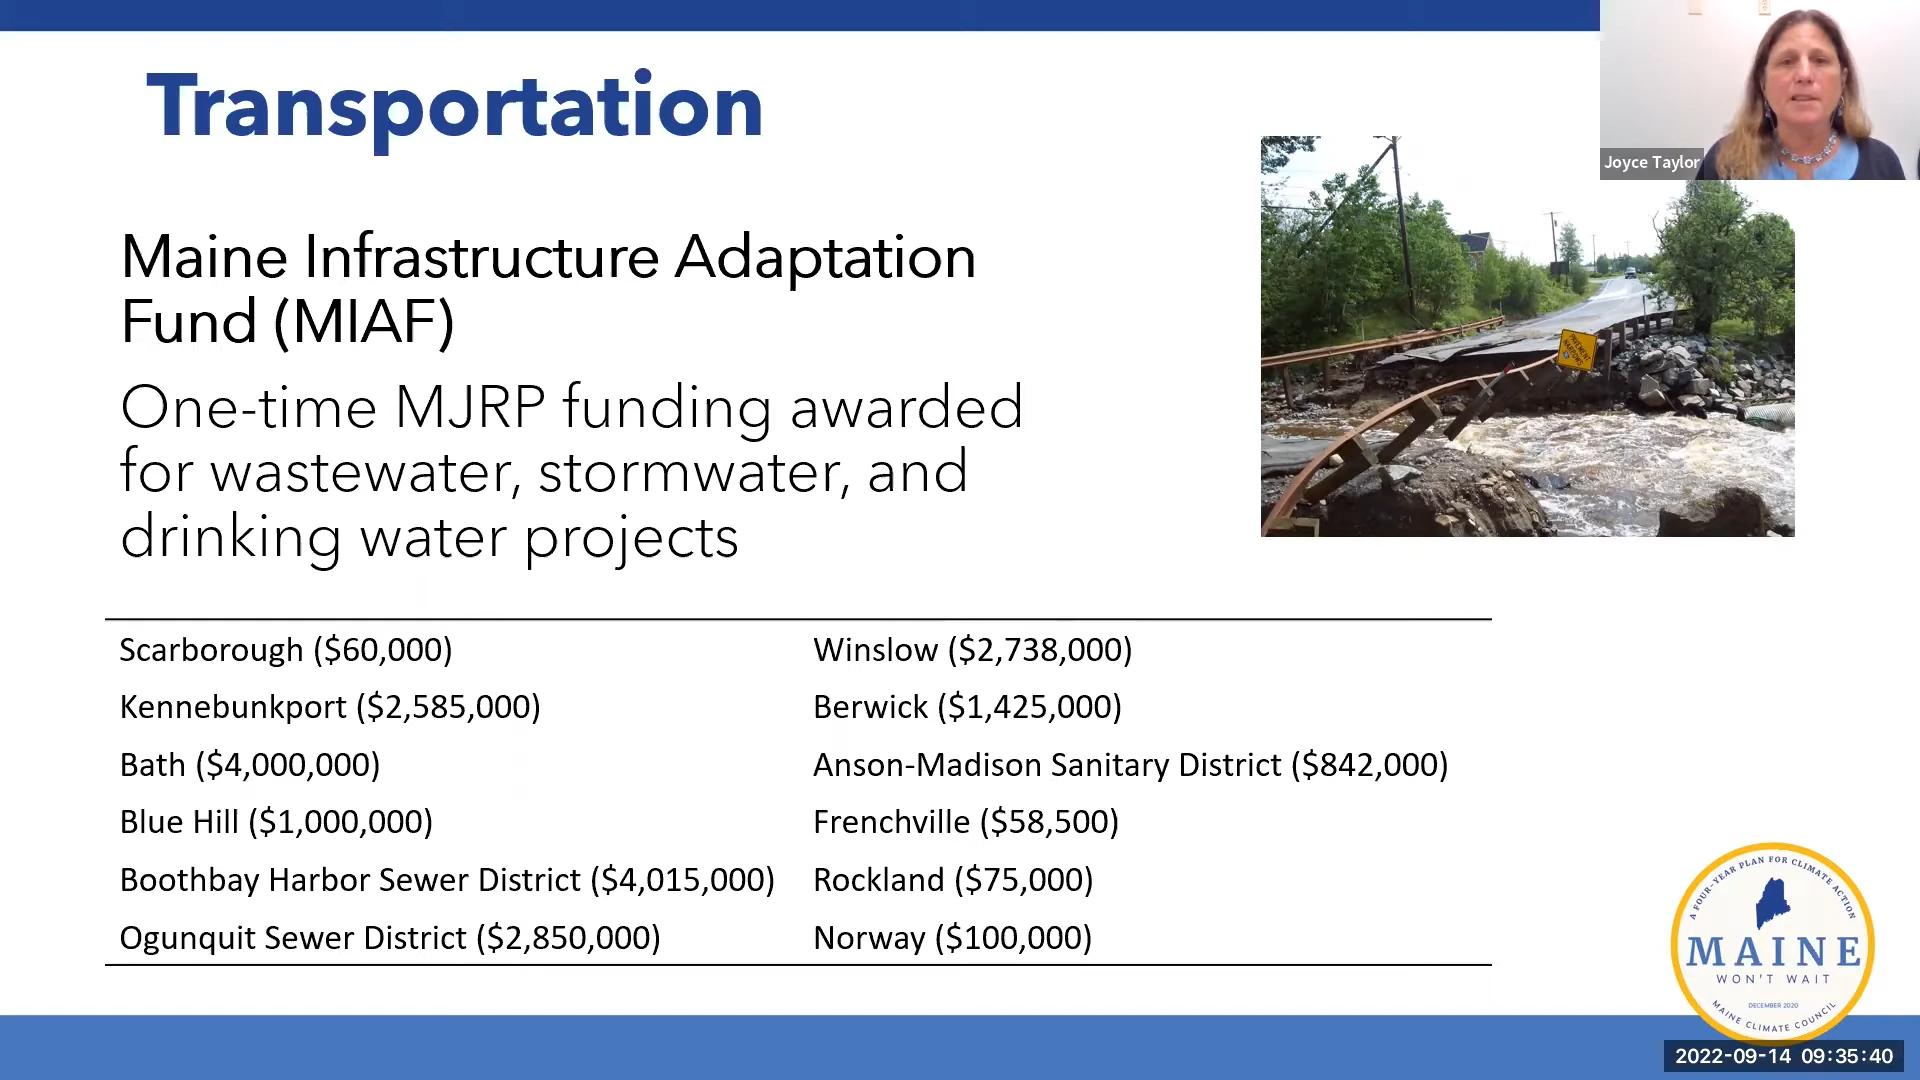 Transportation
Joyce Taylor
Maine Infrastructure Adaptation
Fund (MIAF)
One-time MJRP funding awarded
for wastewater, stormwater, and
drinking water projects
PAVEMENT
NARROWS
Scarborough ($60,000)
Winslow ($2,738,000)
Kennebunkport ($2,585,000)
Berwick ($1,425,000)
Bath ($4,000,000)
Anson-Madison Sanitary District ($842,000)
Blue Hill ($1,000,000)
Frenchville ($58,500)
Boothbay Harbor Sewer District ($4,015,000)
Rockland ($75,000)
Ogunquit Sewer District ($2,850,000)
Norway ($100,000)
A FOUR-YEAR PLAN FOR CLIMATE ACTION
MAINE
WON'T WAIT
DECEMBER 2020
MAINE CLIMATE COUNCIL
2022-09-14 09:35:40